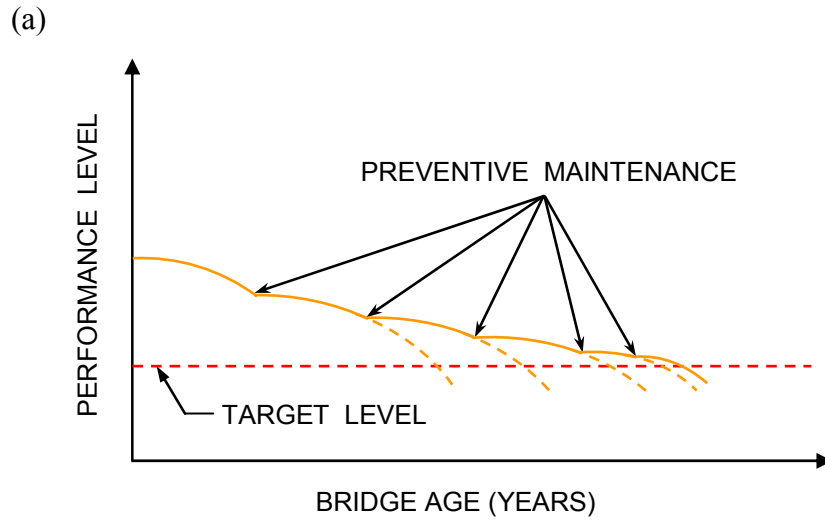 (a)
PREVENTIVE MAINTENANCE
PERFORMANCE LEVEL
TARGET LEVEL
BRIDGE AGE (YEARS)